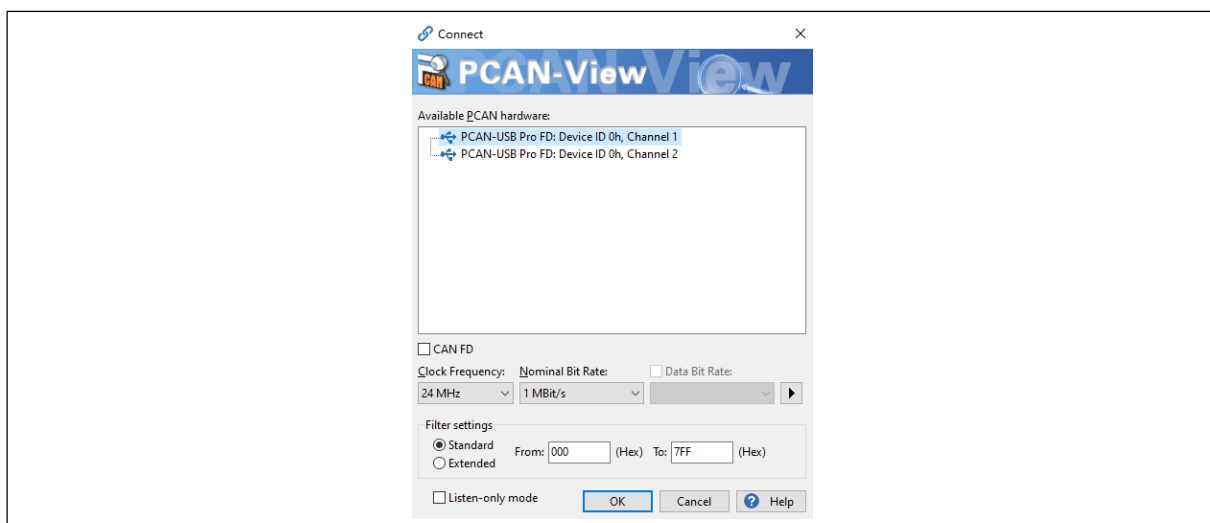 Connect
PCAN-View
Available PCAN hardware:
PCAN-USB Pro FD: Device ID 0h, Channel 1
PCAN-USB Pro FD: Device ID 0h, Channel 2
CAN FD
Clock Frequency: Nominal Bit Rate: Data Bit Rate:
24 MHz 1 MBit/s
Filter settings
Standard
From: 000 (Hex) To: 7FF (Hex)
Extended
Listen-only mode OK Cancel Help